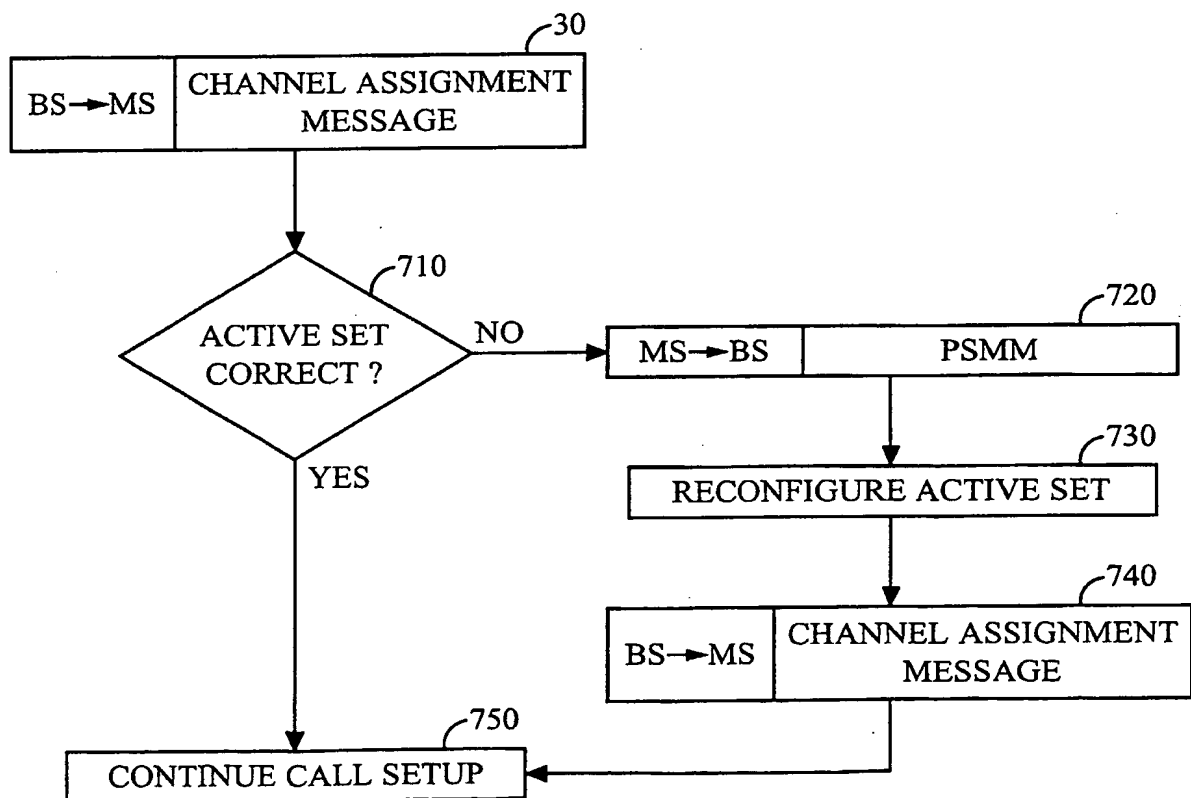 30
BS→MS CHANNEL ASSIGNMENT
MESSAGE
710
ACTIVE SET
CORRECT ?
NO
YES
720
MS→BS PSMM
730
RECONFIGURE ACTIVE SET
740
BS→MS CHANNEL ASSIGNMENT
MESSAGE
750
CONTINUE CALL SETUP